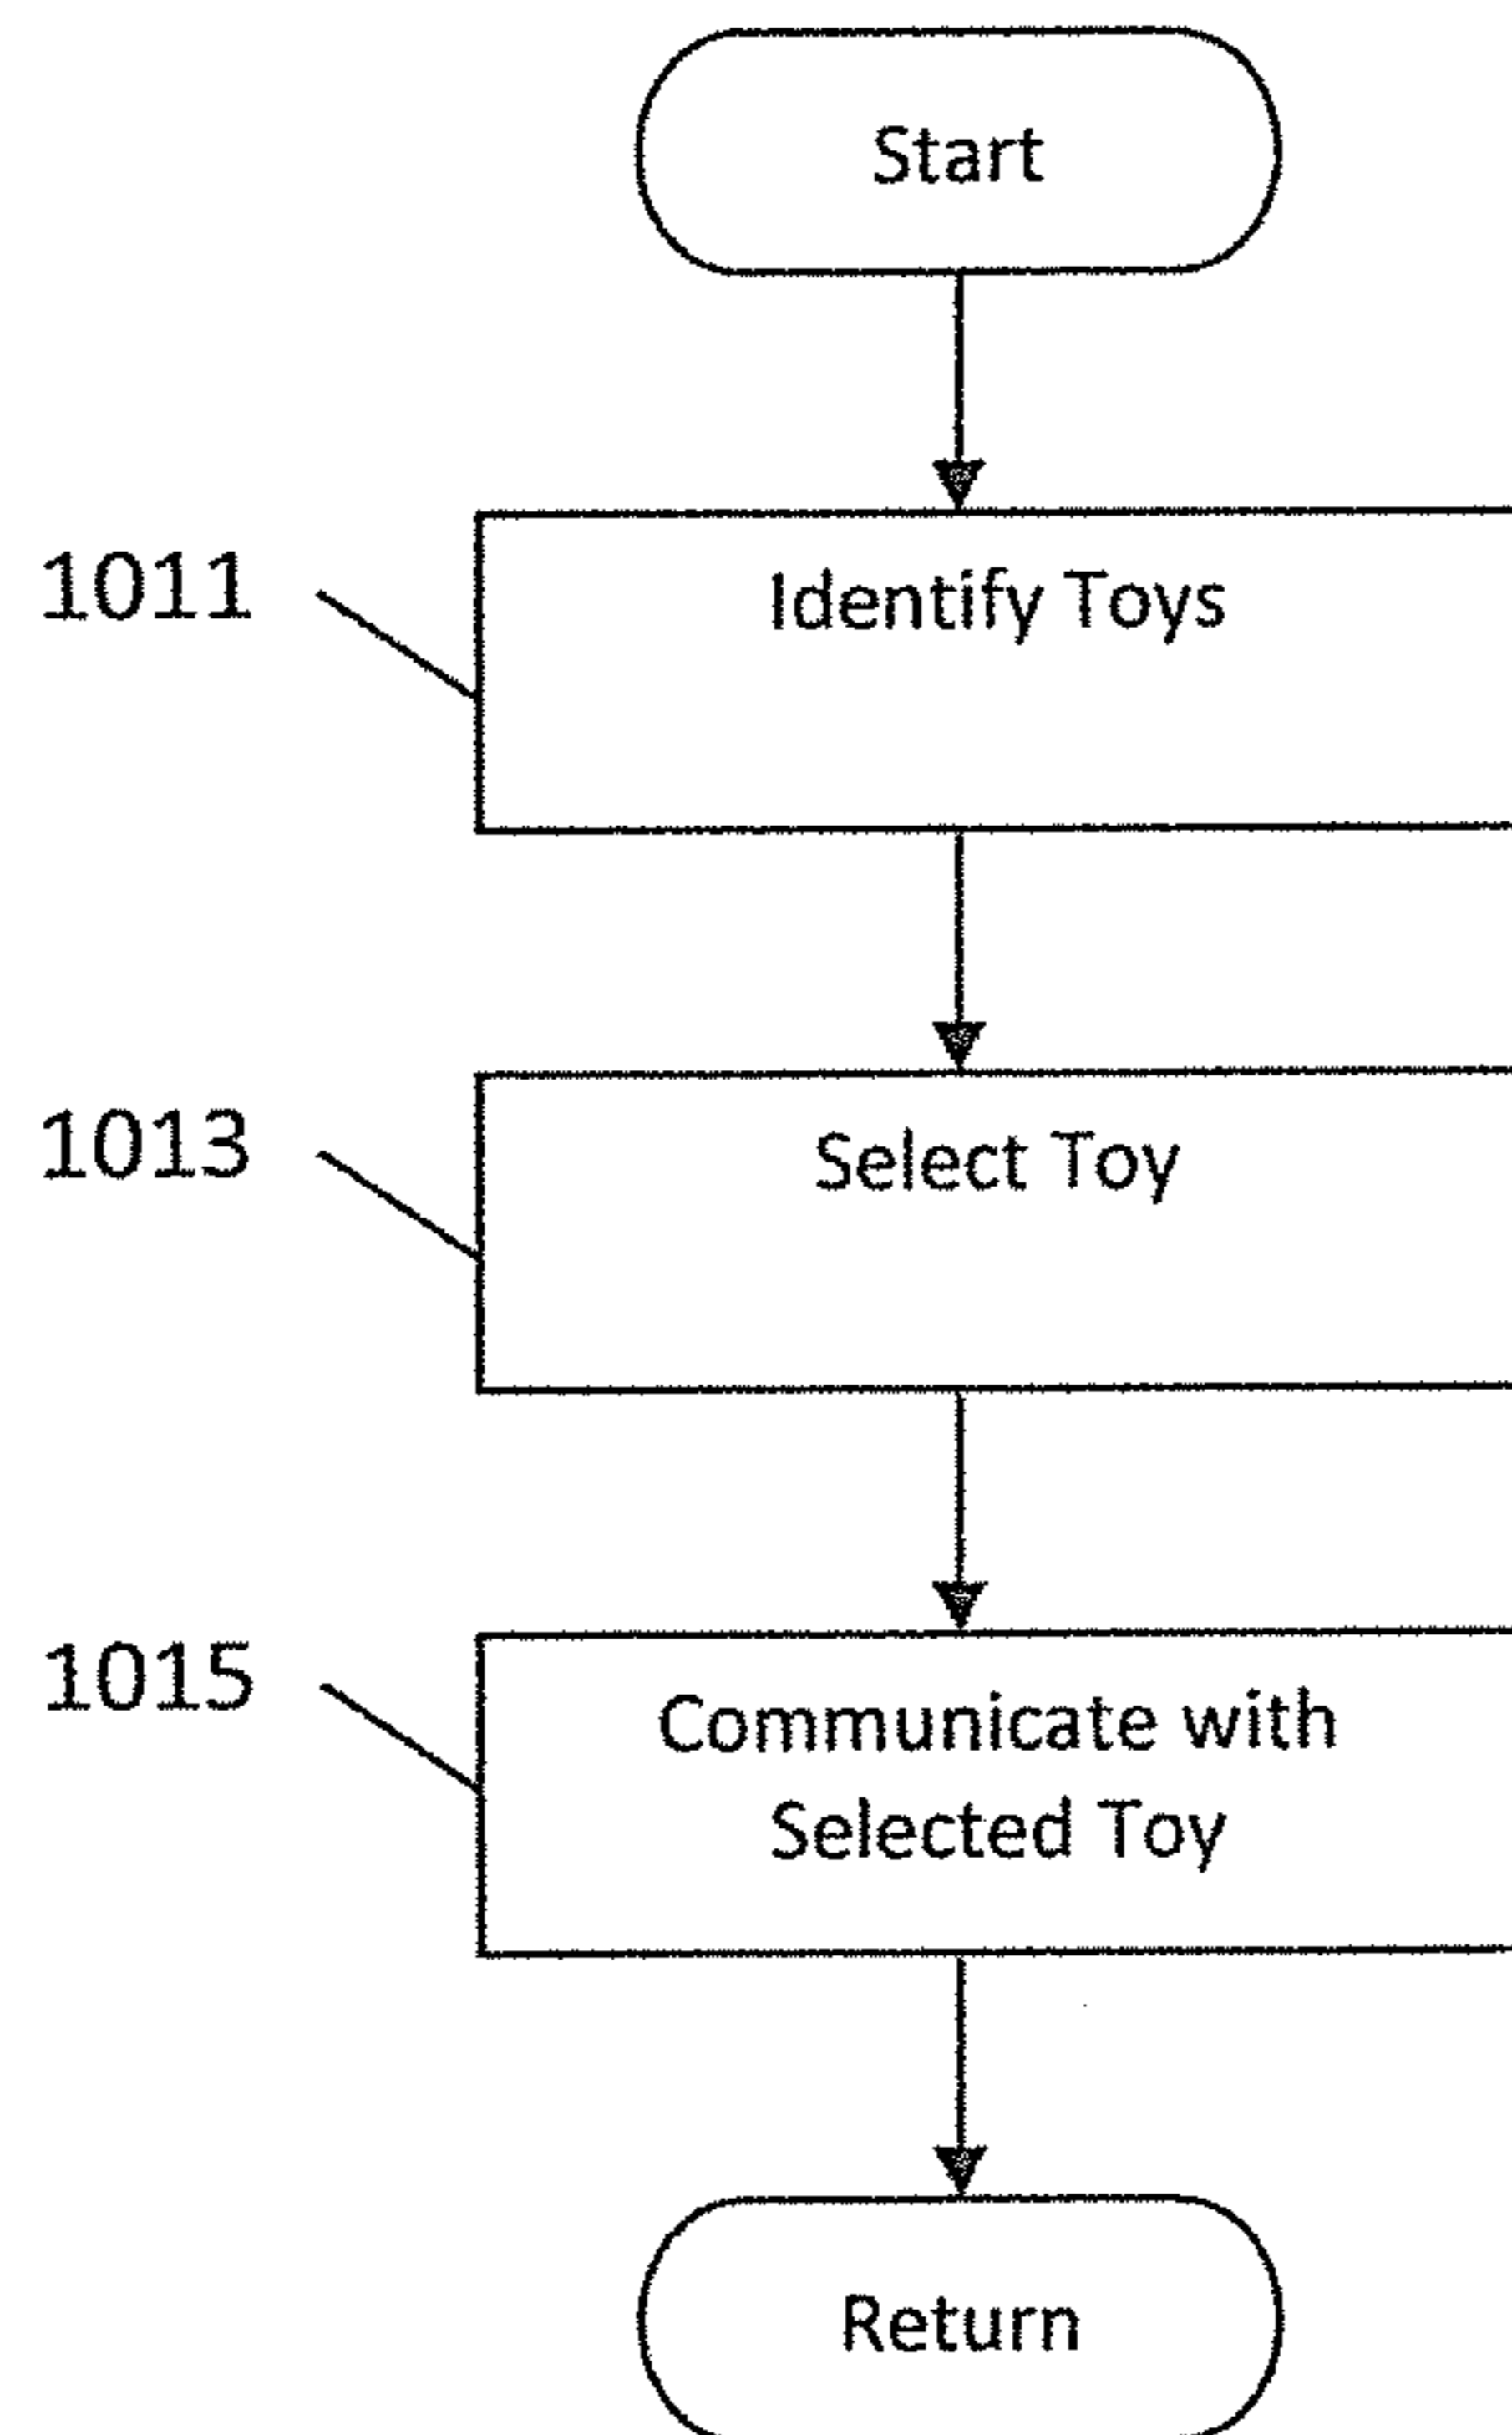 Start
1011
Identify Toys
1013
Select Toy
1015
Communicate with
Selected Toy
Return